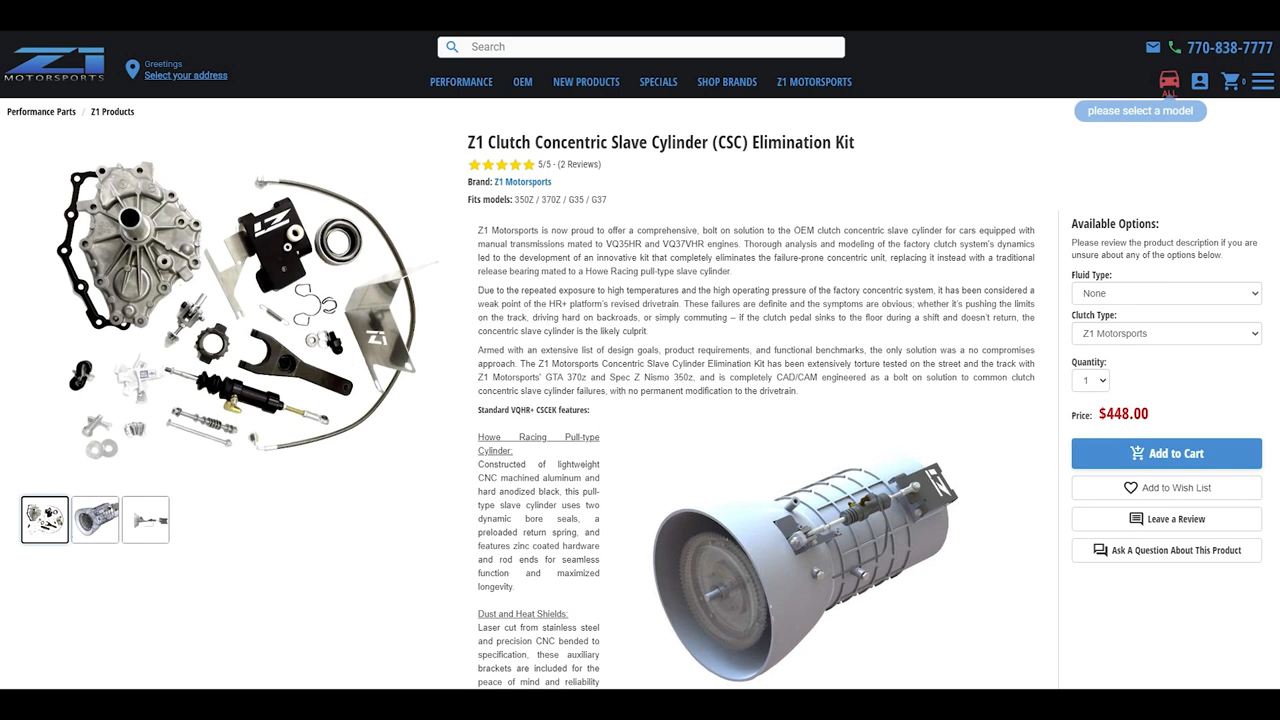 Z1
MOTORSPORTS
Greetings
Select your address
Search
770-838-7777
PERFORMANCE
OEM
NEW PRODUCTS
SPECIALS
SHOP BRANDS
Z1 MOTORSPORTS
ALL
0
please select a model
Performance Parts / Z1 Products
Z1 Clutch Concentric Slave Cylinder (CSC) Elimination Kit
5/5 - (2 Reviews)
Brand: Z1 Motorsports
Fits models: 350Z / 370Z / G35 / G37
Z1 Motorsports is now proud to offer a comprehensive, bolt on solution to the OEM clutch concentric slave cylinder for cars equipped with
manual transmissions mated to VQ35HR and VQ37VHR engines. Thorough analysis and modeling of the factory clutch system's dynamics
led to the development of an innovative kit that completely eliminates the failure-prone concentric unit, replacing it instead with a traditional
release bearing mated to a Howe Racing pull-type slave cylinder.
Due to the repeated exposure to high temperatures and the high operating pressure of the factory concentric system, it has been considered a
weak point of the HR+ platform's revised drivetrain. These failures are definite and the symptoms are obvious; whether it's pushing the limits
on the track, driving hard on backroads, or simply commuting – if the clutch pedal sinks to the floor during a shift and doesn't return, the
concentric slave cylinder is the likely culprit.
Armed with an extensive list of design goals, product requirements, and functional benchmarks, the only solution was a no compromises
approach. The Z1 Motorsports Concentric Slave Cylinder Elimination Kit has been extensively torture tested on the street and the track with
Z1 Motorsports' GTA 370z and Spec Z Nismo 350z, and is completely CAD/CAM engineered as a bolt on solution to common clutch
concentric slave cylinder failures, with no permanent modification to the drivetrain.
Standard VQHR+ CSCEK features:
Howe Racing Pull-type
Cylinder:
Constructed of lightweight
CNC machined aluminum and
hard anodized black, this pull-
type slave cylinder uses two
dynamic bore seals, a
preloaded return spring, and
features zinc coated hardware
and rod ends for seamless
function and maximized
longevity.
Dust and Heat Shields:
Laser cut from stainless steel
and precision CNC bended to
specification, these auxiliary
brackets are included for the
peace of mind and reliability
Z1
Z1
Z1
Available Options:
Please review the product description if you are
unsure about any of the options below.
Fluid Type:
None
Clutch Type:
Z1 Motorsports
Quantity:
1
Price: $448.00
Add to Cart
Add to Wish List
Leave a Review
Ask A Question About This Product